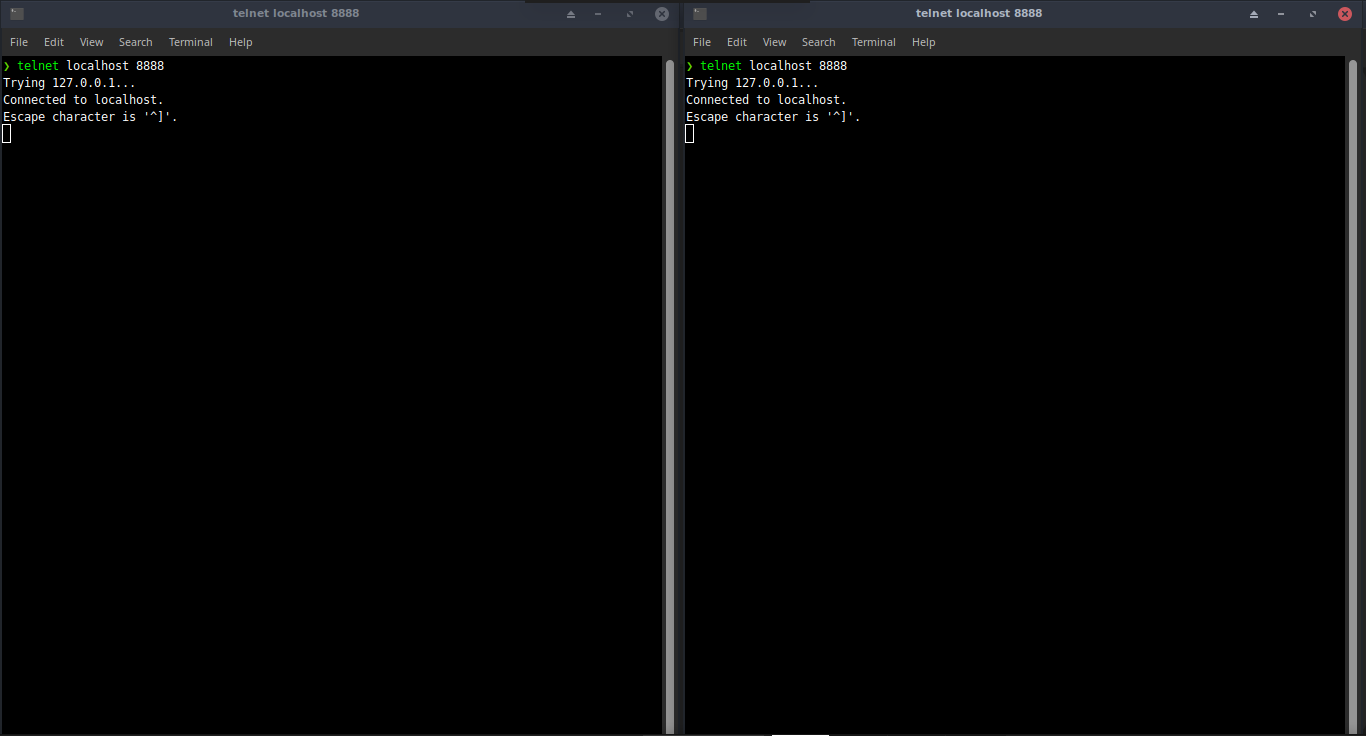 telnet localhost 8888
File Edit View Search Terminal Help
❯ telnet localhost 8888
Trying 127.0.0.1...
Connected to localhost.
Escape character is '^]'.
telnet localhost 8888
File Edit View Search Terminal Help
❯ telnet localhost 8888
Trying 127.0.0.1...
Connected to localhost.
Escape character is '^]'.